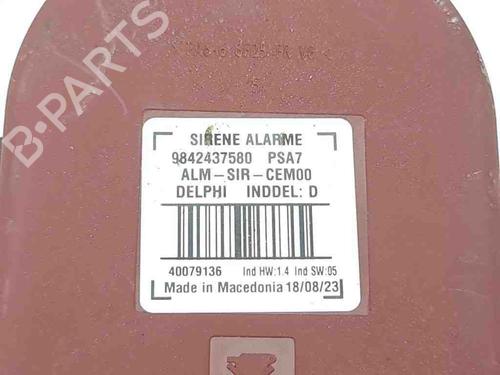 B-PARTS
SIRENE ALARME
9842437580 PSA7
ALM-SIR-CEM00
DELPHI INDDEL: D
40079136 Ind HW:1.4 Ind SW:05
Made in Macedonia 18/08/23